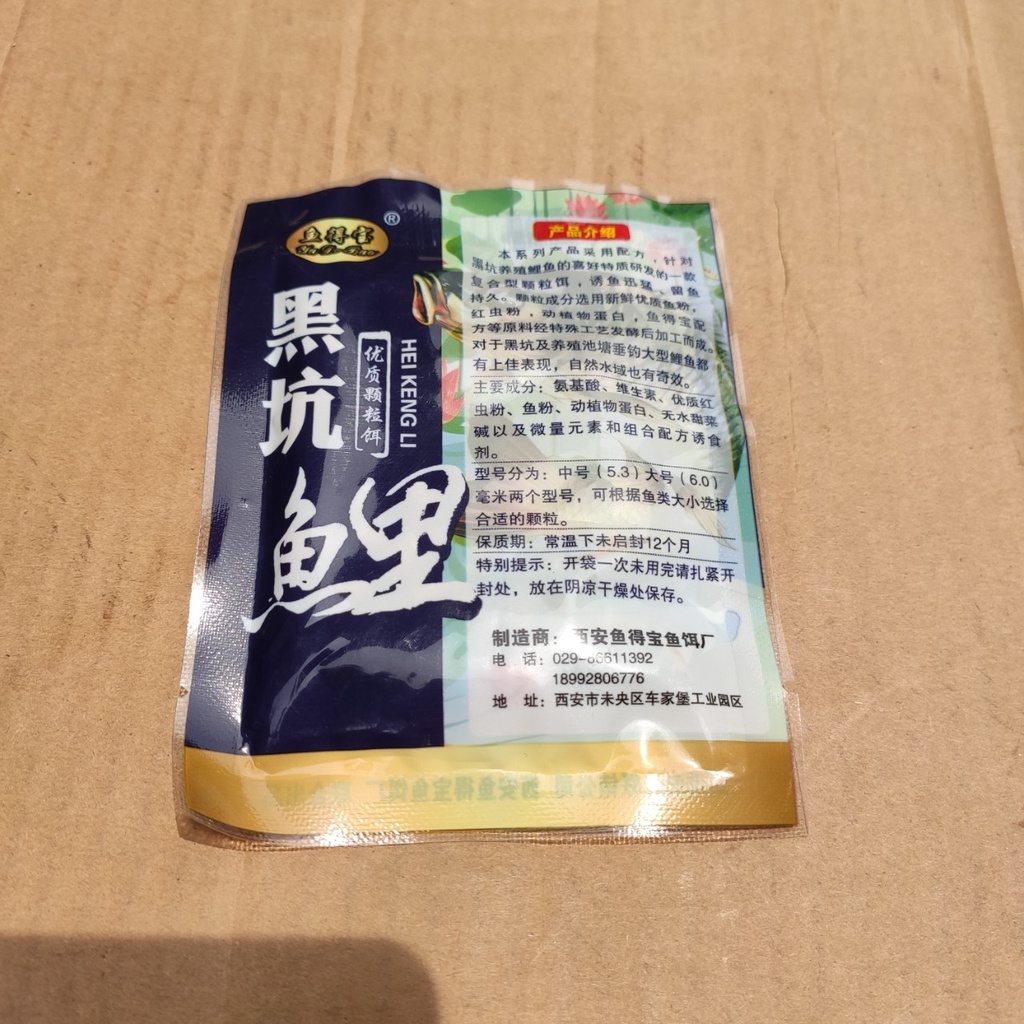 鱼得宝
Yu De Bao
®
黑坑
鲤
优质颗粒饵
HEI KENG LI
产品介绍
本系列产品采用配方,针对
黑坑养殖鲤鱼的喜好特质研发的一款
复合型颗粒饵,诱鱼迅猛、留鱼
持久。颗粒成分选用新鲜优质鱼粉,
红虫粉,动植物蛋白,鱼得宝配
方等原料经特殊工艺发酵后加工而成。
对于黑坑及养殖池塘垂钓大型鲤鱼都
有上佳表现,自然水域也有奇效。
主要成分:氨基酸、维生素、优质红
虫粉、鱼粉、动植物蛋白、无水甜菜
碱以及微量元素和组合配方诱食
剂。
型号分为:中号(5.3)大号(6.0)
毫米两个型号,可根据鱼类大小选择
合适的颗粒。
保质期:常温下未启封12个月
特别提示:开袋一次未用完请扎紧开
封处,放在阴凉干燥处保存。
制造商:西安鱼得宝鱼饵厂
电 话:029-86611392
18992806776
地 址:西安市未央区车家堡工业园区